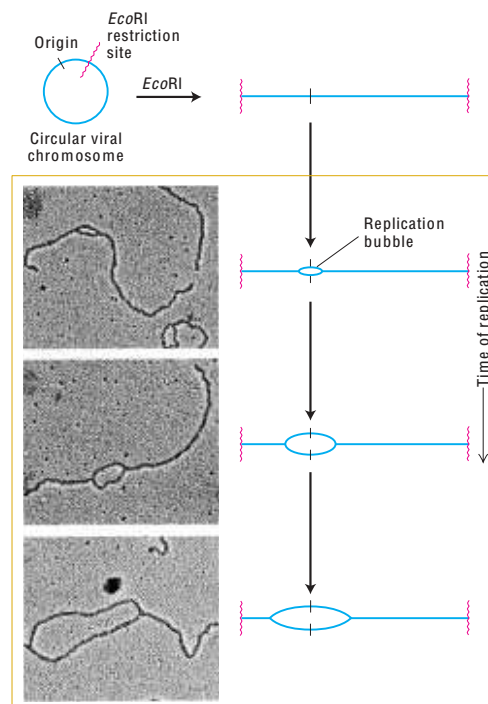 EcoRI
restriction
site
Origin
EcoRI
Circular viral
chromosome
Replication
bubble
Time of replication